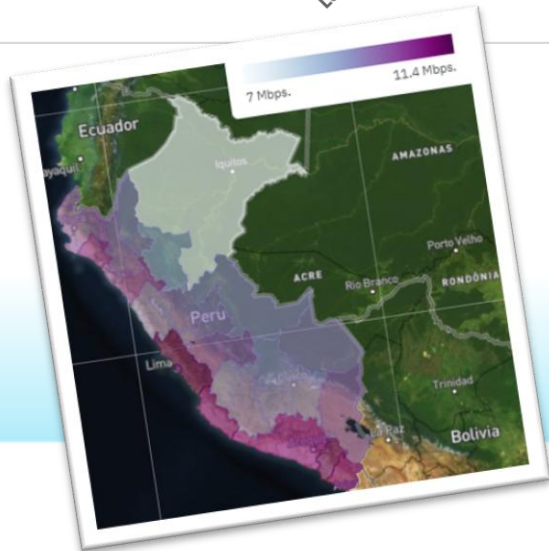 7 Mbps.
11.4 Mbps.
Ecuador
Iquitos
AMAZONAS
Porto Velho
ACRE
Rio Branco
RONDÔNIA
Peru
Lima
Trinidad
Bolivia